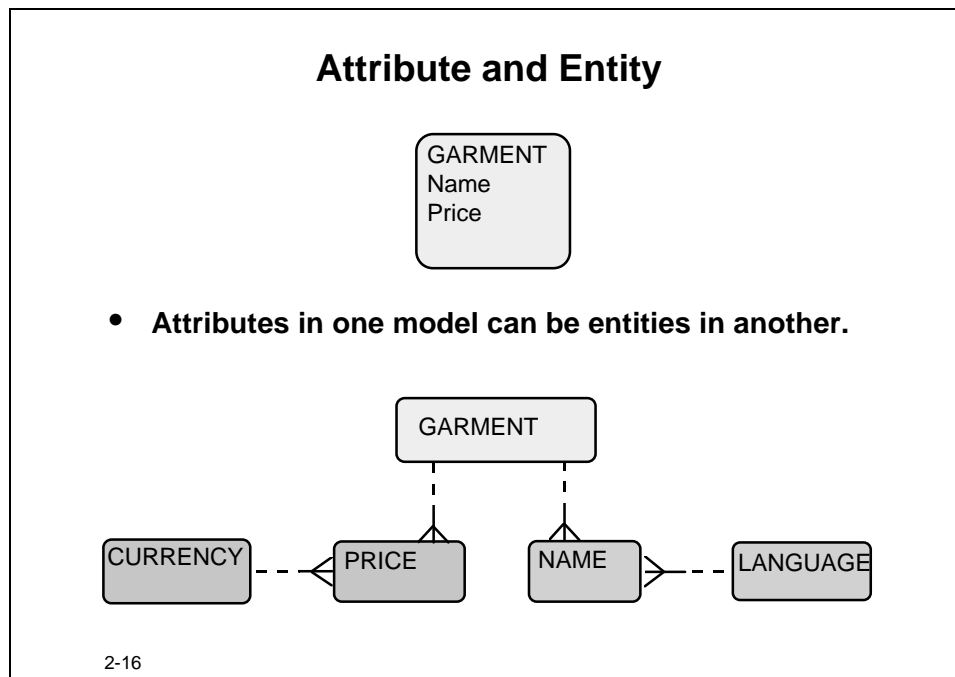 Attribute and Entity
GARMENT
Name
Price
• Attributes in one model can be entities in another.
GARMENT
CURRENCY
PRICE
NAME
LANGUAGE
2-16